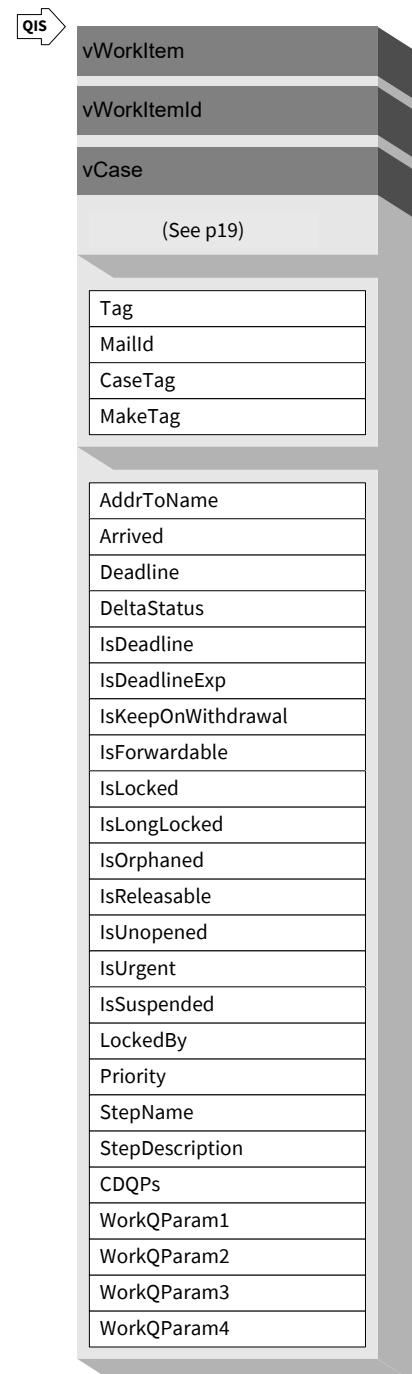 QIS
vWorkItem
vWorkItemId
vCase
(See p19)
Tag
MailId
CaseTag
MakeTag
AddrToName
Arrived
Deadline
DeltaStatus
IsDeadline
IsDeadlineExp
IsKeepOnWithdrawal
IsForwardable
IsLocked
IsLongLocked
IsOrphaned
IsReleasable
IsUnopened
IsUrgent
IsSuspended
LockedBy
Priority
StepName
StepDescription
CDQPs
WorkQParam1
WorkQParam2
WorkQParam3
WorkQParam4